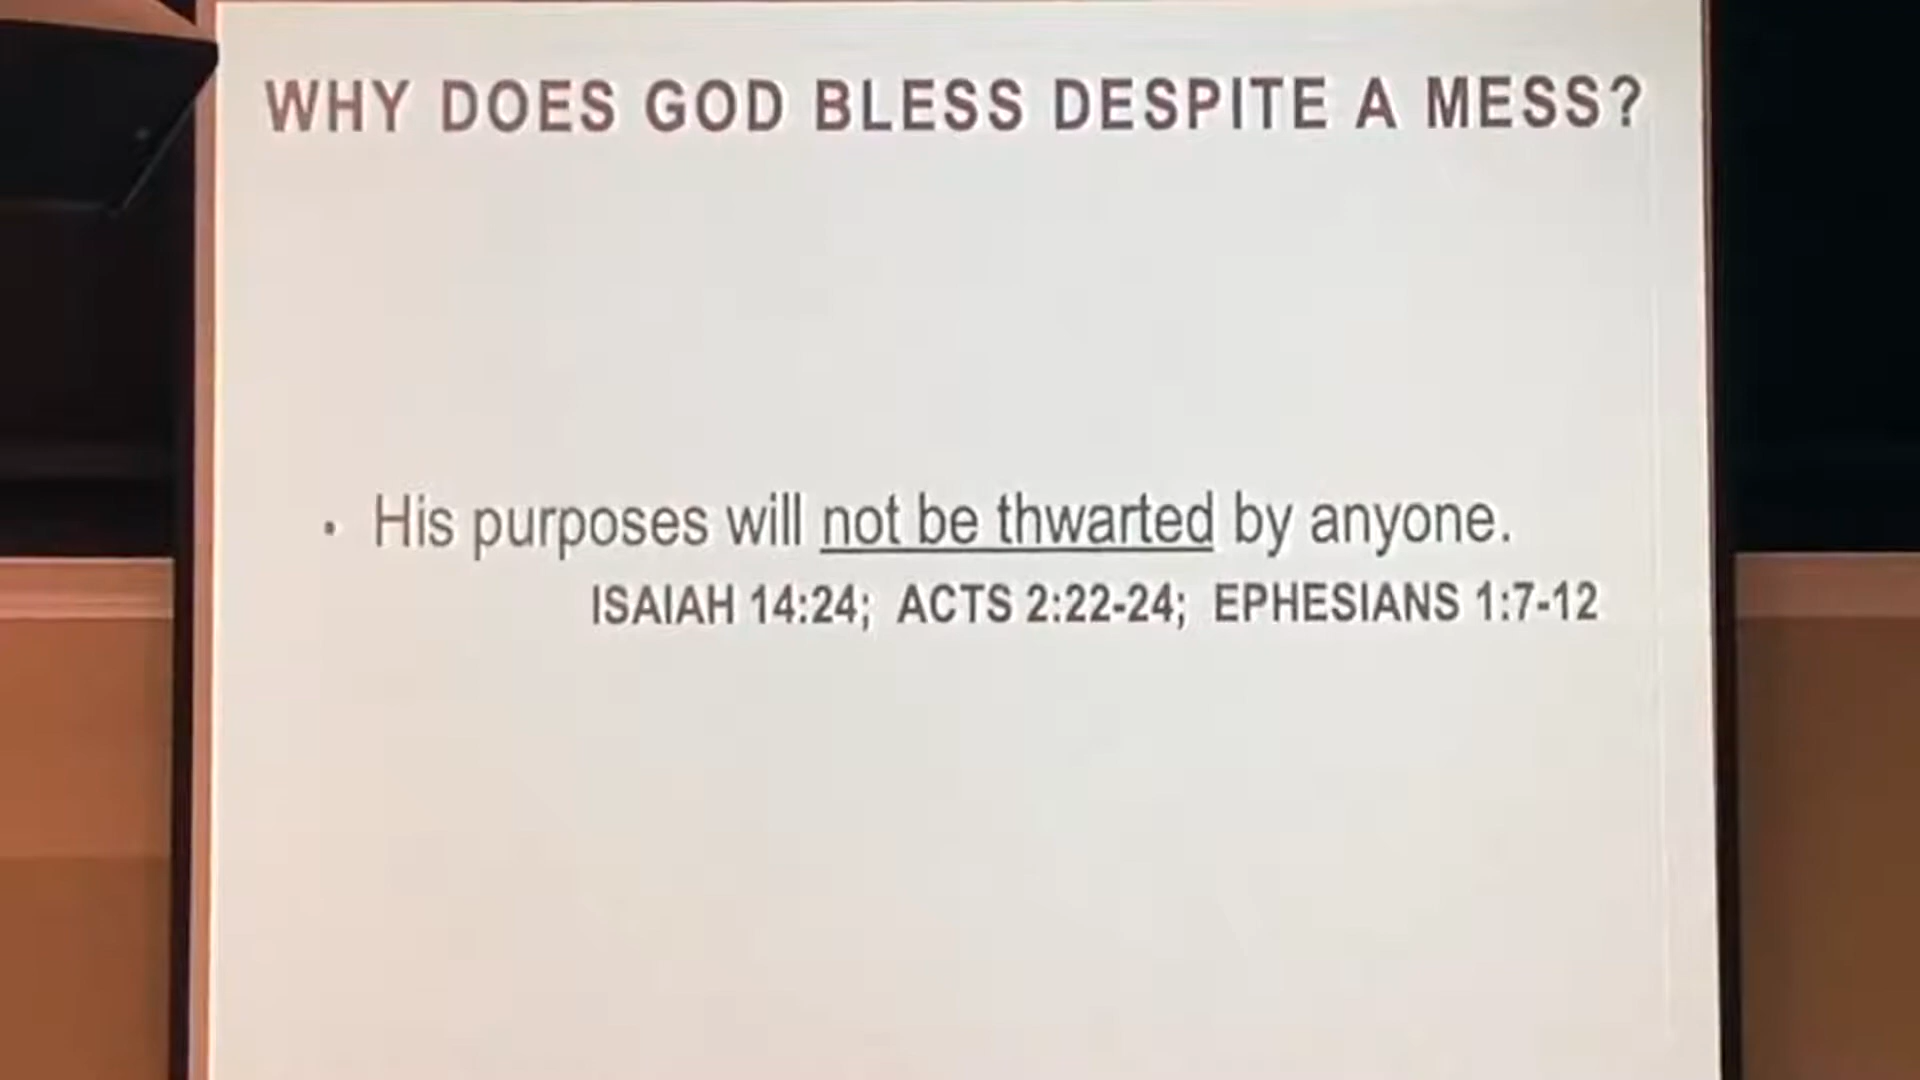 WHY DOES GOD BLESS DESPITE A MESS?
• His purposes will not be thwarted by anyone.
ISAIAH 14:24; ACTS 2:22-24; EPHESIANS 1:7-12